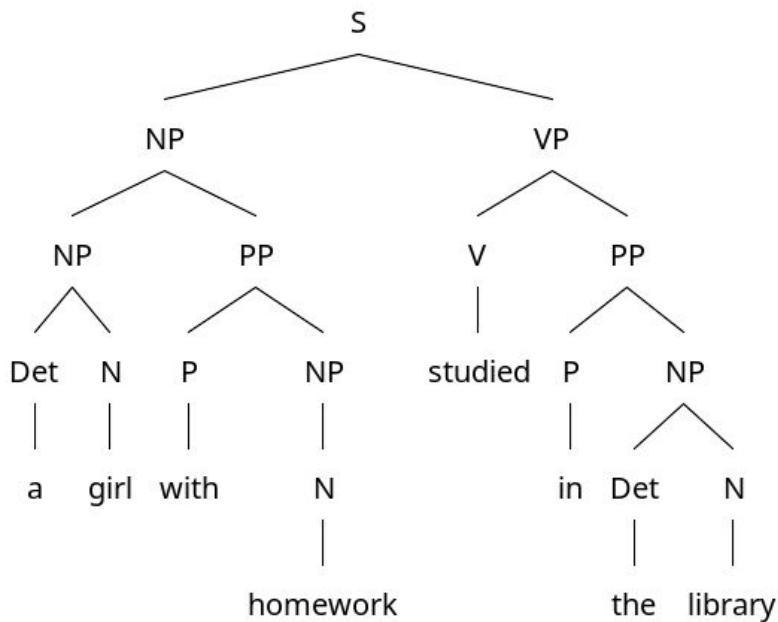 S
NP VP
NP PP V PP
Det N P NP studied P NP
a girl with N in Det N
homework the library